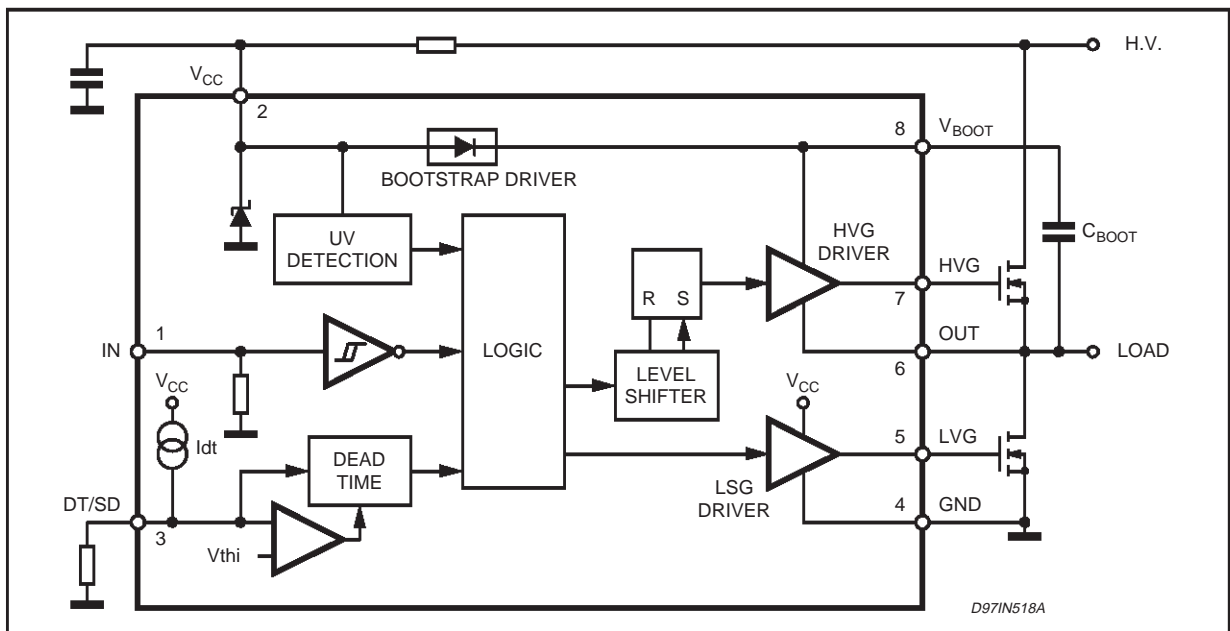 H.V.
VCC
2
8
VBOOT
BOOTSTRAP DRIVER
UV
DETECTION
HVG
DRIVER
CBOOT
R S
HVG
7
IN
1
LOGIC
OUT
6
LOAD
LEVEL
SHIFTER
VCC
VCC
Idt
5
LVG
DEAD
TIME
LSG
DRIVER
4
GND
DT/SD
3
Vthi
D97IN518A